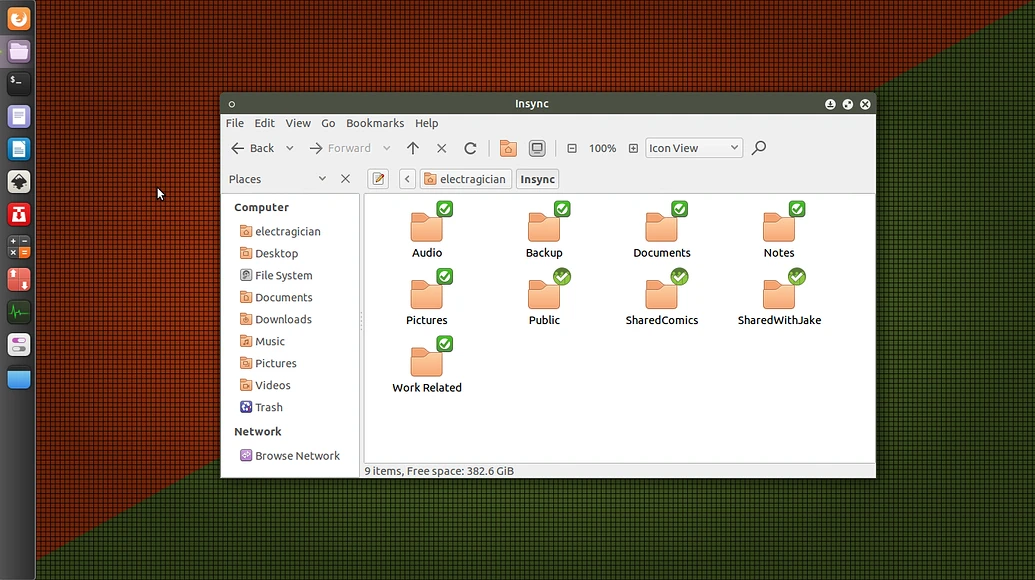 Insync
File Edit View Go Bookmarks Help
Back Forward 100% Icon View
Places electragician Insync
Computer
electragician
Desktop
File System
Documents
Downloads
Music
Pictures
Videos
Trash
Network
Browse Network
Audio Backup Documents Notes
Pictures Public SharedComics SharedWithJake
Work Related
9 items, Free space: 382.6 GiB